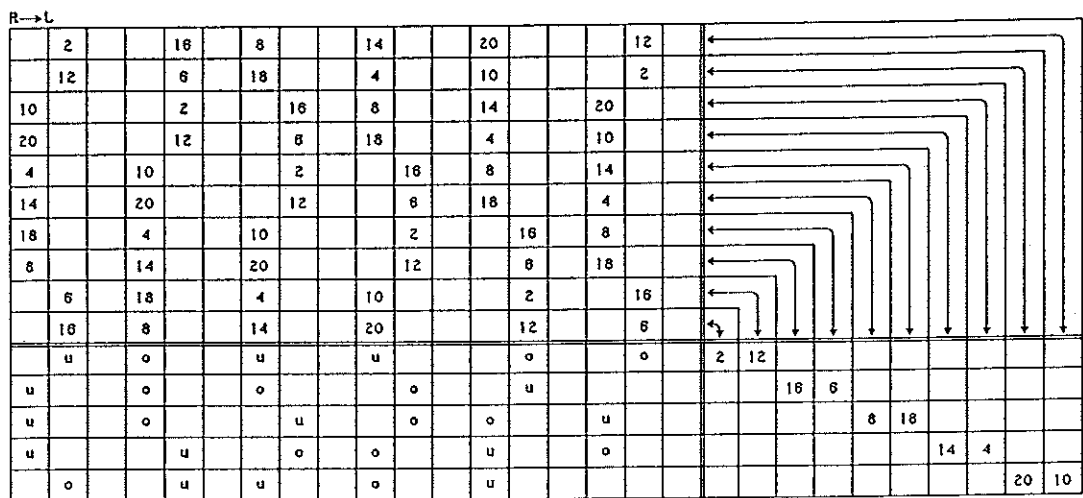 R→L
2 16 8 14 20 12
12 6 18 4 10 2
10 2 16 8 14 20
20 12 6 18 4 10
4 10 2 16 8 14
14 20 12 6 18 4
18 4 10 2 16 8
8 14 20 12 6 18
6 18 4 10 2 16
16 8 14 20 12 6
u o u u o o 2 12
u o o o u 16 6
u o u o o u 8 18
u u o o u o 14 4
o u u o u 20 10